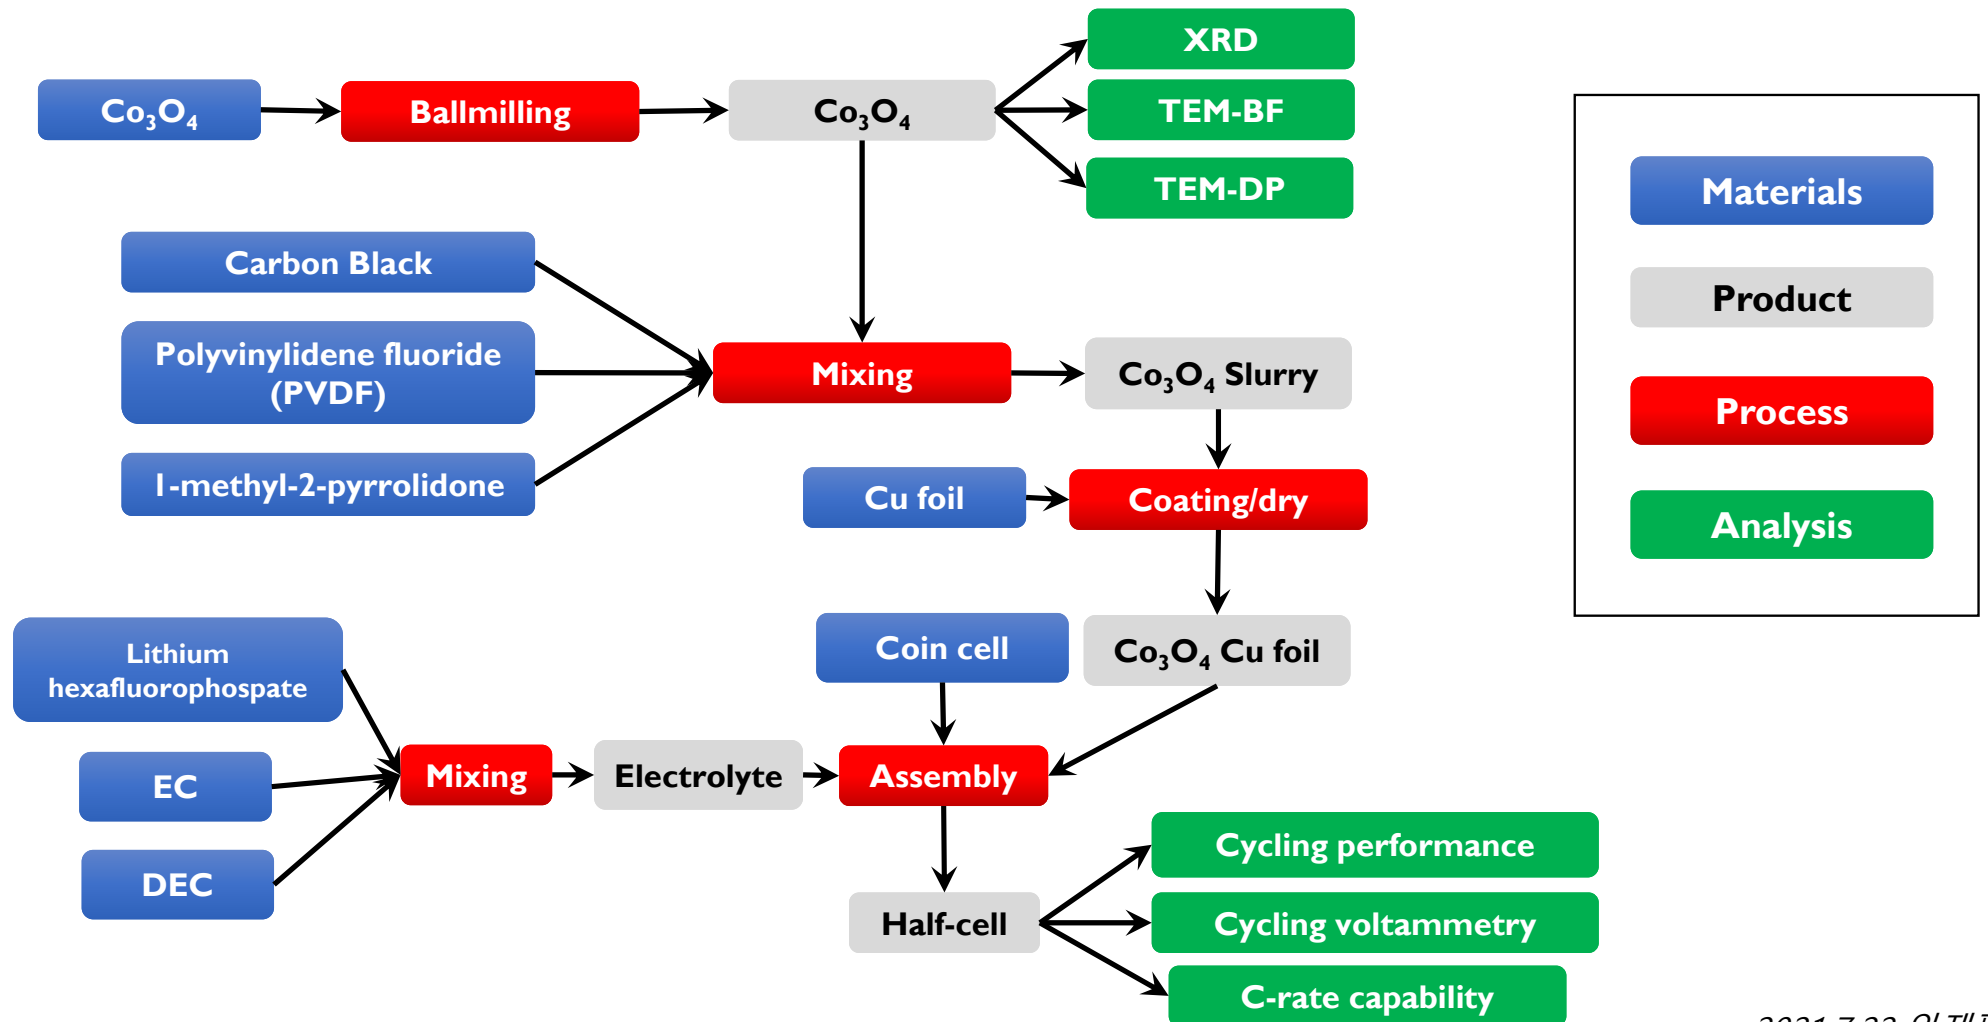 XRD
Co₃O₄
Ballmilling
Co₃O₄
TEM-BF
TEM-DP
Materials
Carbon Black
Product
Polyvinylidene fluoride
(PVDF)
Mixing
Co₃O₄ Slurry
Process
1-methyl-2-pyrrolidone
Cu foil
Coating/dry
Analysis
Lithium
hexafluorophospate
Coin cell
Co₃O₄ Cu foil
EC
Mixing
Electrolyte
Assembly
DEC
Cycling performance
Half-cell
Cycling voltammetry
C-rate capability